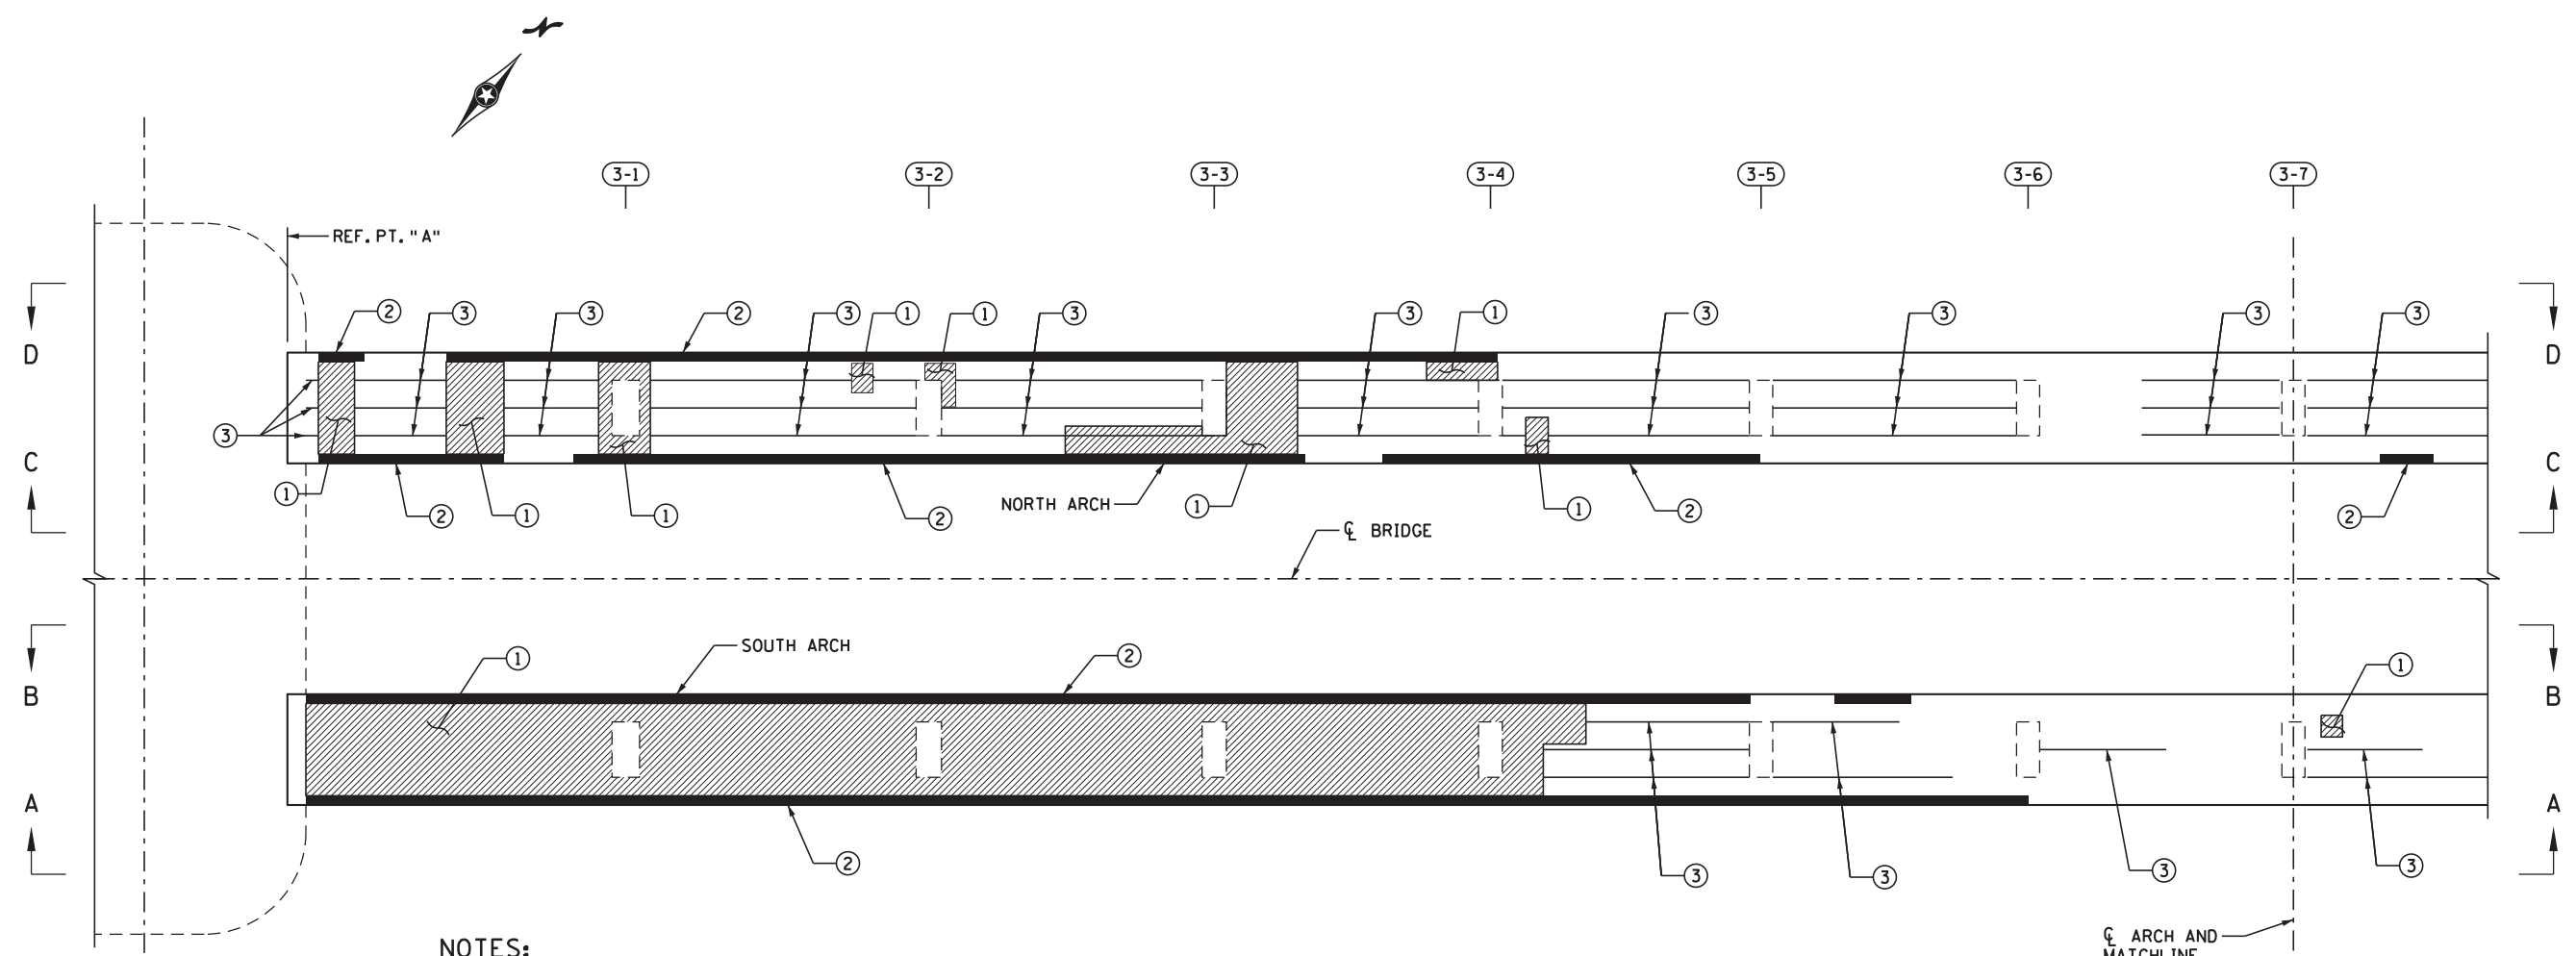 N
3-1 3-2 3-3 3-4 3-5 3-6 3-7
REF. PT. "A"
2 3 3 2 3 1 1 3 3 1 3 3 3 3
D D
3
C C
1 2 1 1 2 NORTH ARCH 1 1 2 2
℄ BRIDGE
SOUTH ARCH
1 2 1
B B
A A
2 3 3 3 3
℄ ARCH AND
MATCHLINE
NOTES: